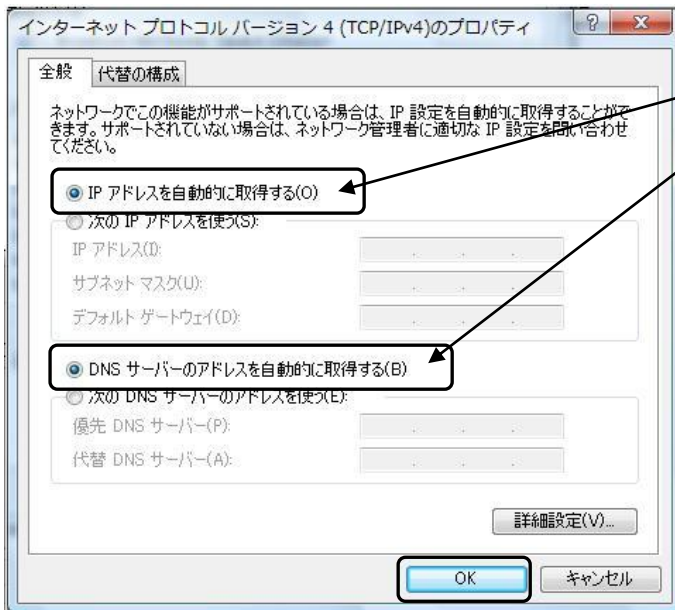 インターネット プロトコル バージョン 4 (TCP/IPv4)のプロパティ
全般
代替の構成
ネットワークでこの機能がサポートされている場合は、IP 設定を自動的に取得することがで
きます。サポートされていない場合は、ネットワーク管理者に適切な IP 設定を問い合わせ
てください。
IP アドレスを自動的に取得する(O)
次の IP アドレスを使う(S):
IP アドレス(I):
サブネット マスク(U):
デフォルト ゲートウェイ(D):
DNS サーバーのアドレスを自動的に取得する(B)
次の DNS サーバーのアドレスを使う(E):
優先 DNS サーバー(P):
代替 DNS サーバー(A):
詳細設定(V)...
OK
キャンセル